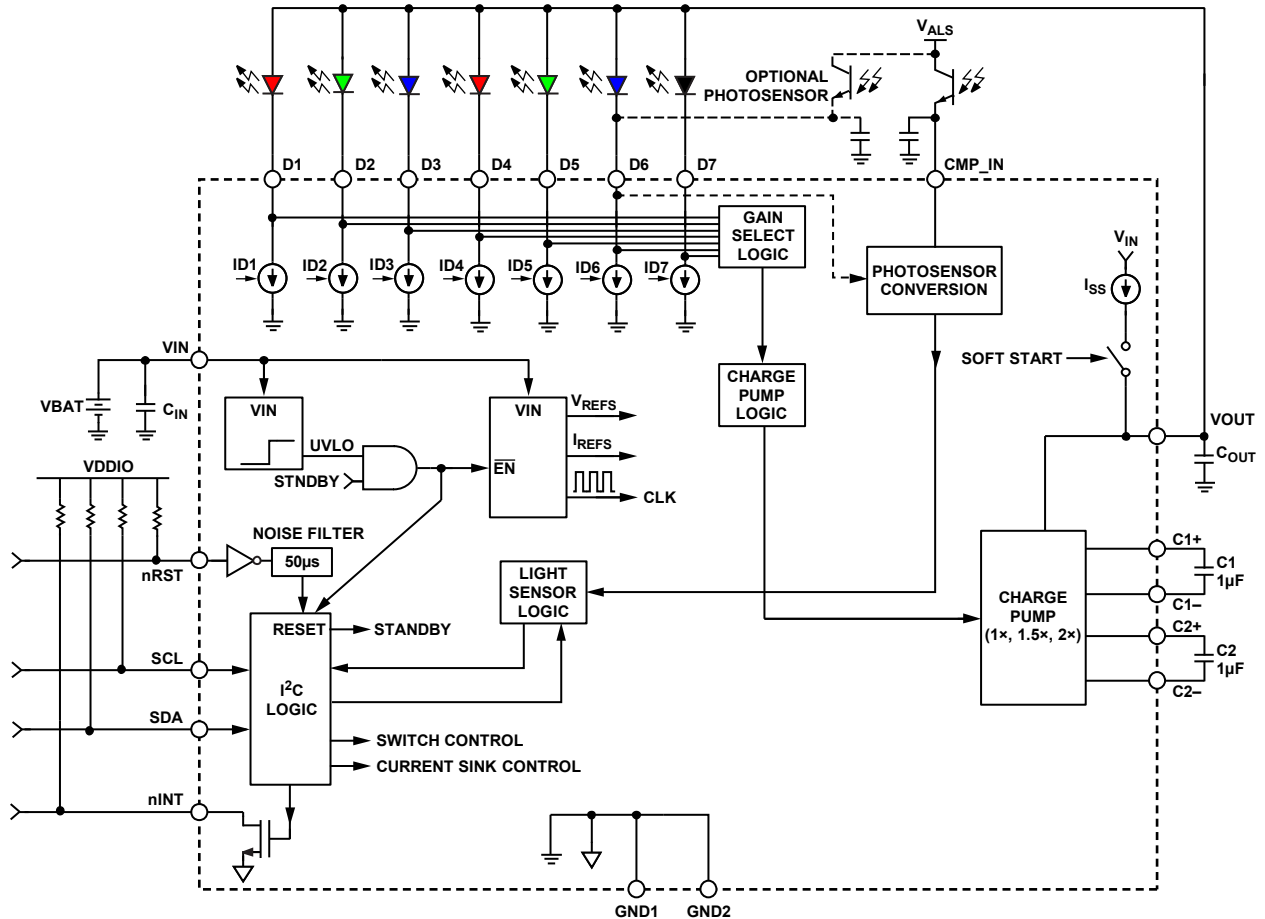 V_ALS
OPTIONAL
PHOTOSENSOR
D1
D2
D3
D4
D5
D6
D7
CMP_IN
GAIN
SELECT
LOGIC
V_IN
ID1
ID2
ID3
ID4
ID5
ID6
ID7
PHOTOSENSOR
CONVERSION
I_SS
VIN
SOFT START
CHARGE
PUMP
LOGIC
VBAT
C_IN
VIN
VIN
V_REFS
VOUT
UVLO
I_REFS
C_OUT
EN
STNDBY
CLK
VDDIO
NOISE FILTER
50µs
nRST
C1+
C1
1µF
C1–
LIGHT
SENSOR
LOGIC
CHARGE
PUMP
(1×, 1.5×, 2×)
RESET
STANDBY
C2+
C2
1µF
C2–
SCL
I²C
LOGIC
SDA
SWITCH CONTROL
CURRENT SINK CONTROL
nINT
GND1
GND2